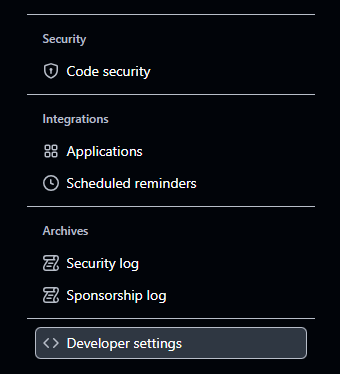 Security
Code security
Integrations
Applications
Scheduled reminders
Archives
Security log
Sponsorship log
Developer settings